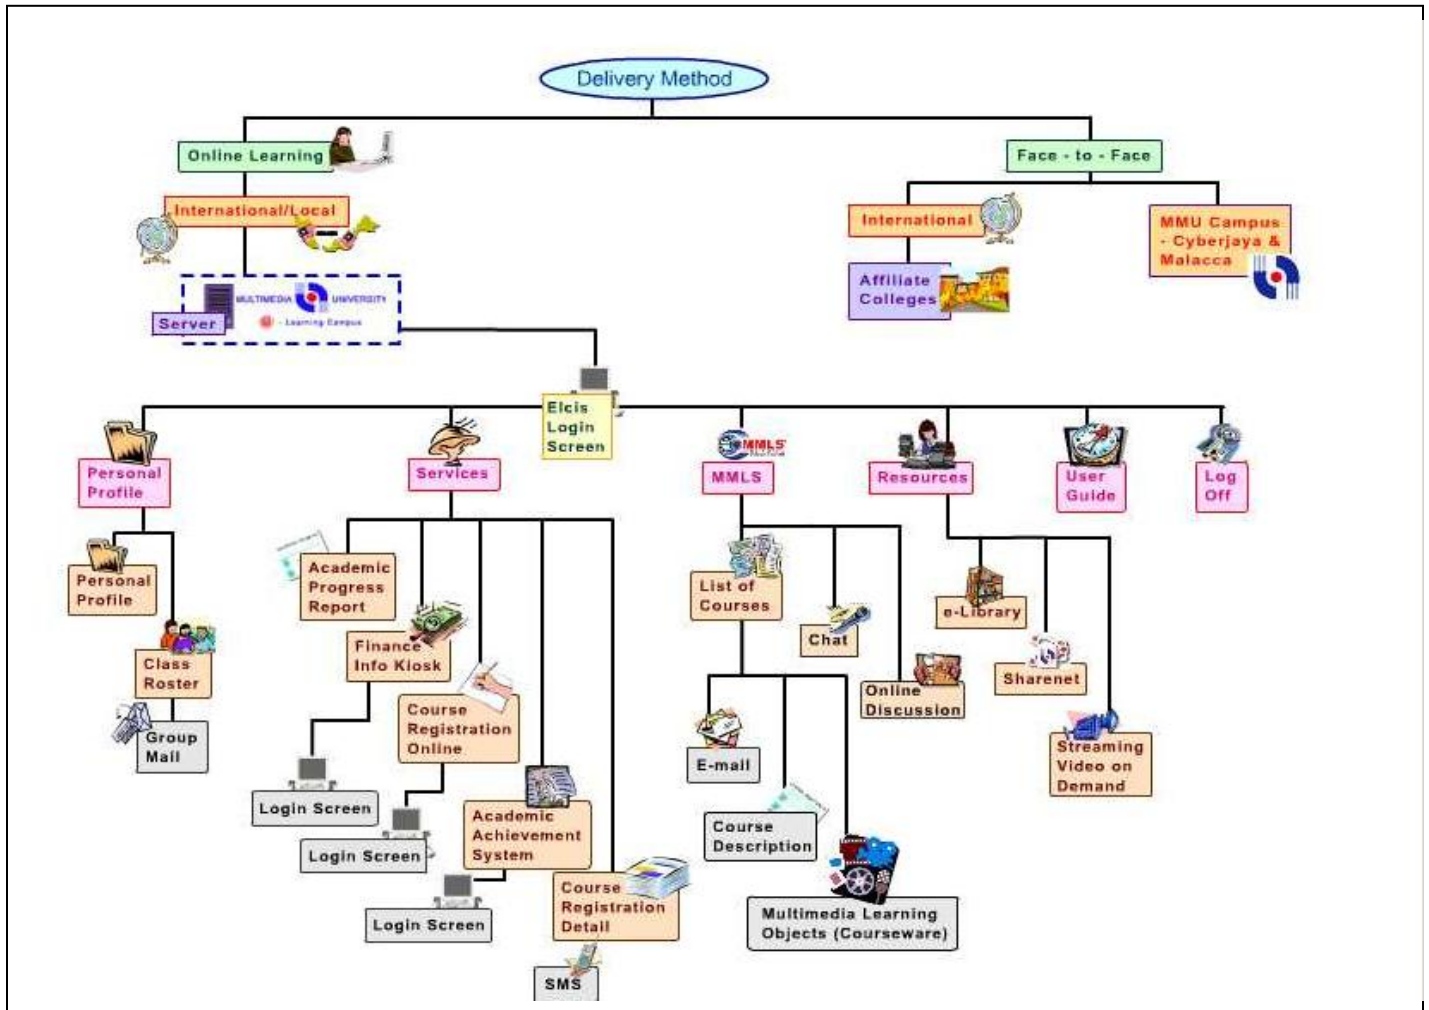 Delivery Method
Online Learning
Face - to - Face
International/Local
International
MMU Campus
- Cyberjaya &
Malacca
Affiliate
Colleges
MULTIMEDIA UNIVERSITY
- Learning Campus
Server
Elcis
Login
Screen
Personal
Profile
Services
MMLS
MMLS
Resources
User
Guide
Log
Off
Personal
Profile
Class
Roster
Group
Mail
Academic
Progress
Report
Finance
Info Kiosk
Login Screen
Course
Registration
Online
Login Screen
Academic
Achievement
System
Login Screen
Course
Registration
Detail
SMS
List of
Courses
Chat
Online
Discussion
E-mail
Course
Description
Multimedia Learning
Objects (Courseware)
e-Library
Sharenet
Streaming
Video on
Demand